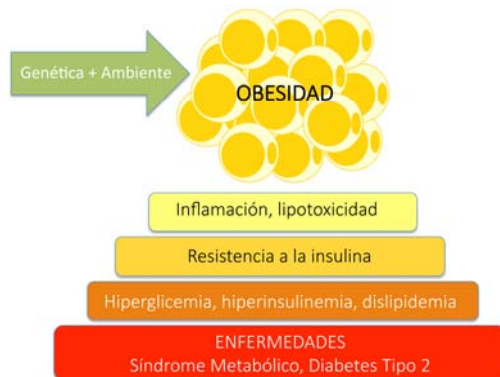 Genética + Ambiente
OBESIDAD
Inflamación, lipotoxicidad
Resistencia a la insulina
Hiperglicemia, hiperinsulinemia, dislipidemia
ENFERMEDADES
Síndrome Metabólico, Diabetes Tipo 2